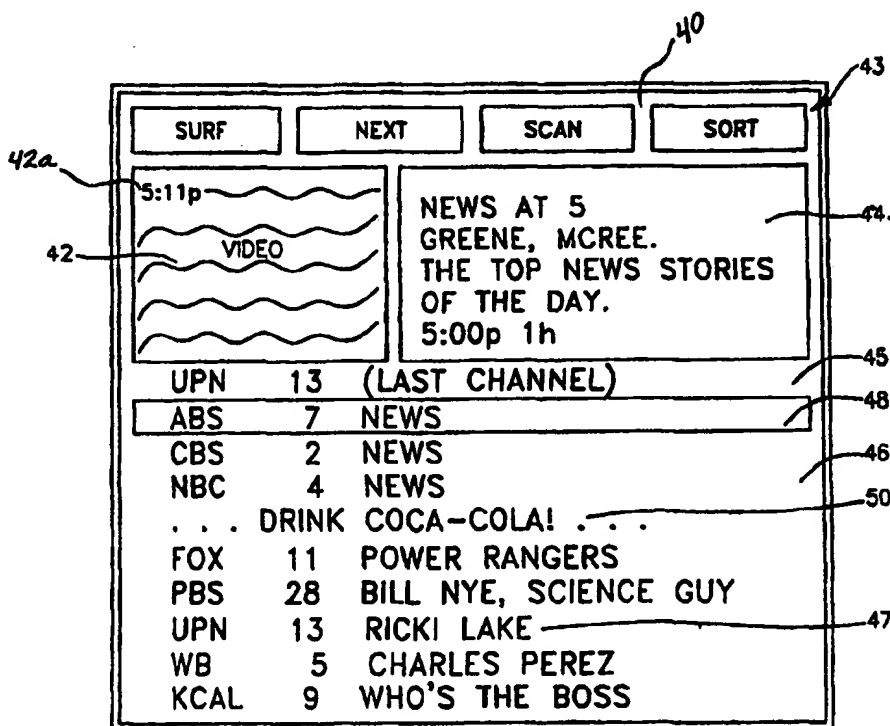 40
43
SURF NEXT SCAN SORT
42a
5:11p
42 VIDEO
NEWS AT 5
GREENE, MCREE.
THE TOP NEWS STORIES
OF THE DAY.
5:00p 1h
44
UPN 13 (LAST CHANNEL) 45
ABS 7 NEWS 48
CBS 2 NEWS
NBC 4 NEWS 46
. . . DRINK COCA-COLA! . . . 50
FOX 11 POWER RANGERS
PBS 28 BILL NYE, SCIENCE GUY
UPN 13 RICKI LAKE 47
WB 5 CHARLES PEREZ
KCAL 9 WHO'S THE BOSS